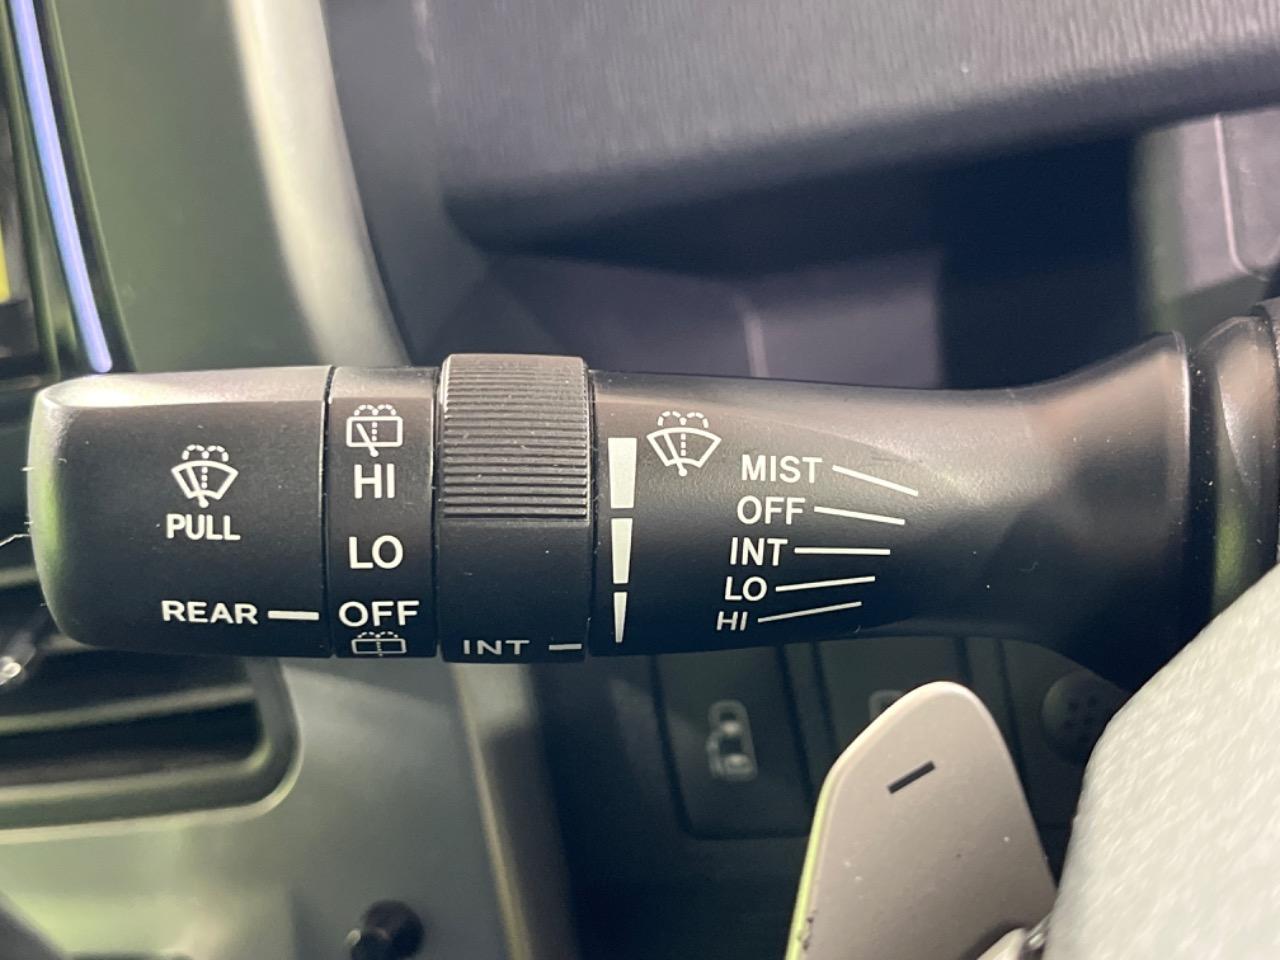 PULL
REAR
HI
LO
OFF
INT
MIST
OFF
INT
LO
HI